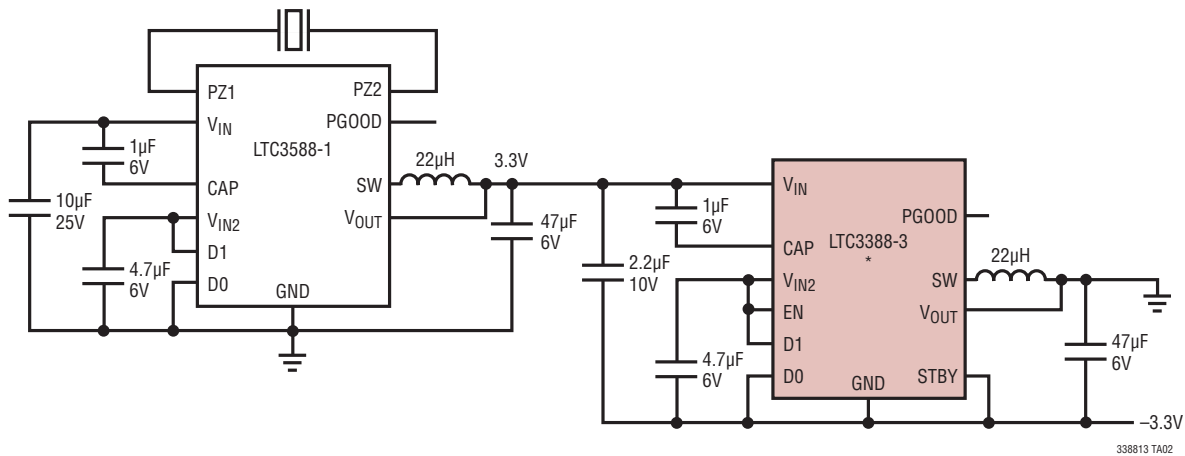 PZ1
PZ2
V_IN
PGOOD
LTC3588-1
1µF
6V
CAP
SW
22µH
3.3V
10µF
25V
V_IN2
V_OUT
47µF
6V
D1
4.7µF
6V
D0
GND
V_IN
1µF
6V
PGOOD
CAP
LTC3388-3
*
22µH
2.2µF
10V
V_IN2
SW
EN
V_OUT
D1
47µF
6V
4.7µF
6V
D0
GND
STBY
–3.3V
338813 TA02